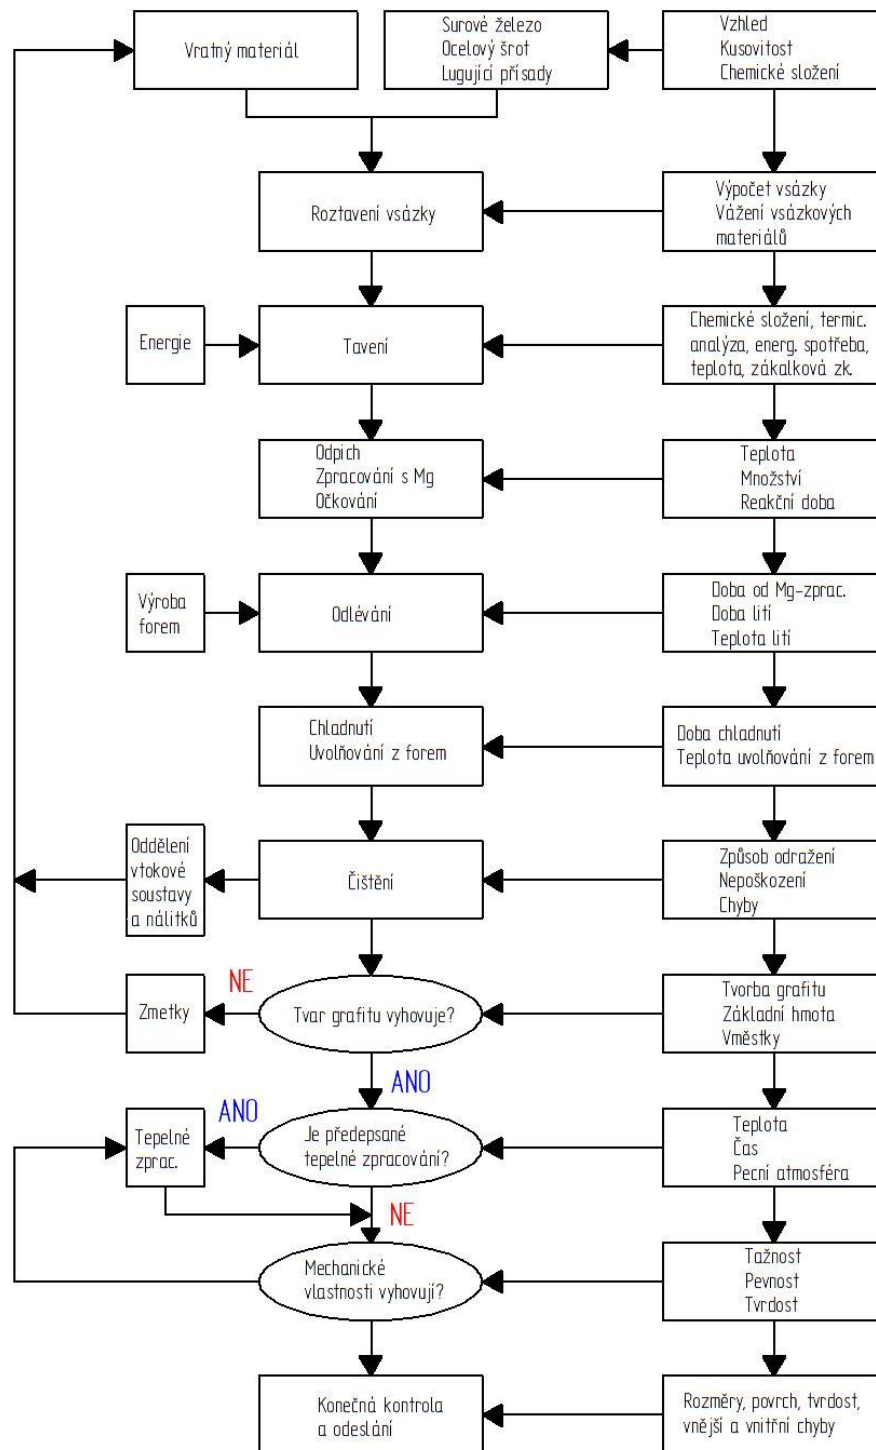 Vratný materiál
Surové železo
Ocelový šrot
Lugující přísady
Vzhled
Kusovitost
Chemické složení
Roztavení vsázky
Výpočet vsázky
Vážení vsázkových
materiálů
Energie
Tavení
Chemické složení, termic.
analýza, energ. spotřeba,
teplota, zákalková zk.
Odpich
Zpracování s Mg
Očkování
Teplota
Množství
Reakční doba
Výroba
forem
Odlévání
Doba od Mg-zprac.
Doba lití
Teplota lití
Chladnutí
Uvolňování z forem
Doba chladnutí
Teplota uvolňování z forem
Oddělení
vtokové
soustavy
a nálitků
Čištění
Způsob odražení
Nepoškození
Chyby
NE
Zmetky
Tvar grafitu vyhovuje?
Tvorba grafitu
Základní hmota
Vměstky
ANO
ANO
Tepelné
zprac.
Je předepsané
tepelné zpracování?
Teplota
Čas
Pecní atmosféra
NE
Mechanické
vlastnosti vyhovují?
Tažnost
Pevnost
Tvrdost
Konečná kontrola
a odeslání
Rozměry, povrch, tvrdost,
vnější a vnitřní chyby